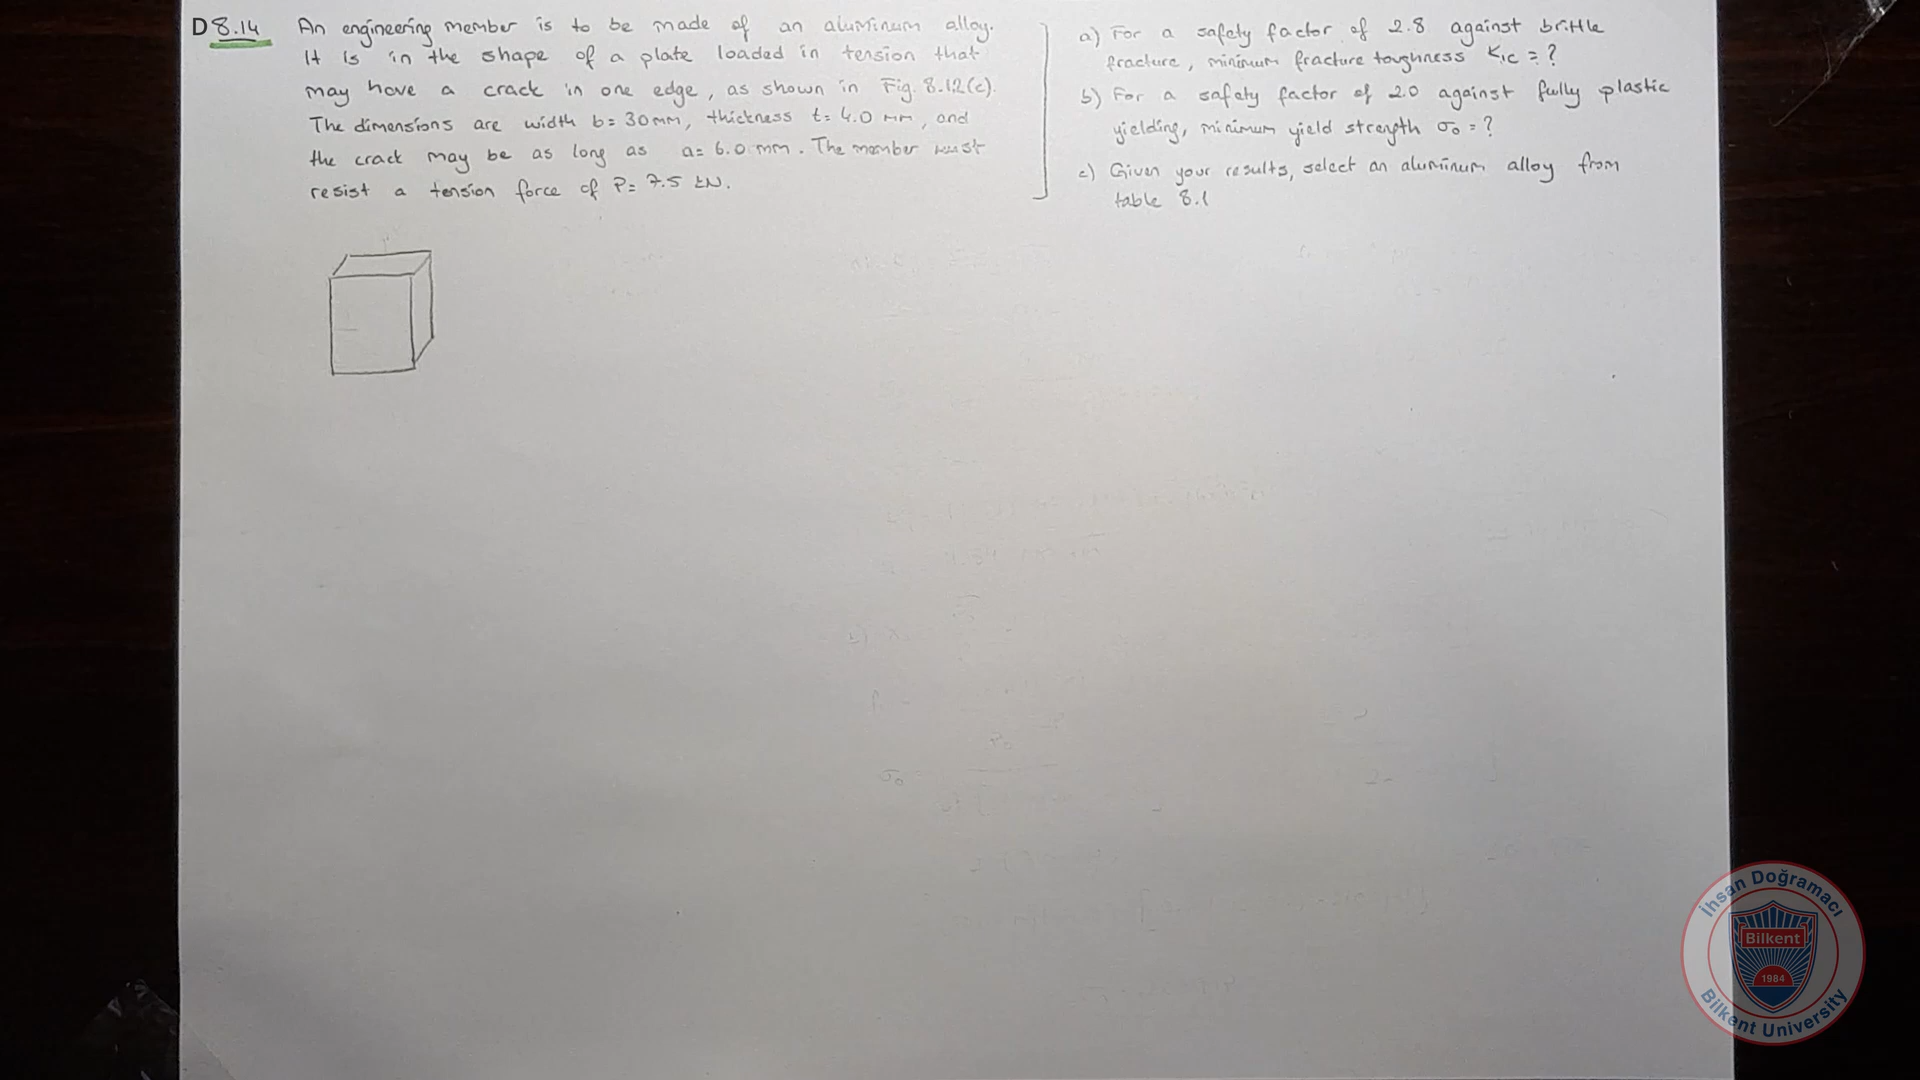 D 8.14 An engineering member is to be made of an aluminum alloy.
It is in the shape of a plate loaded in tension that
may have a crack in one edge, as shown in Fig. 8.12(c).
The dimensions are width b = 30 mm, thickness t = 4.0 mm, and
the crack may be as long as a = 6.0 mm. The member must
resist a tension force of P = 7.5 kN.
a) For a safety factor of 2.8 against brittle
fracture, minimum fracture toughness KIC = ?
b) For a safety factor of 2.0 against fully plastic
yielding, minimum yield strength σ0 = ?
c) Given your results, select an aluminum alloy from
table 8.1
İhsan Doğramacı
Bilkent
1984
Bilkent University